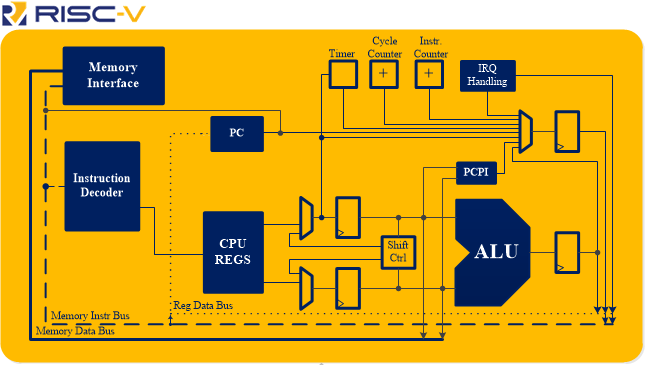 RISC-V
Cycle
Counter
Instr.
Counter
Timer
Memory
Interface
IRQ
Handling
+
+
PC
Instruction
Decoder
PCPI
CPU
REGS
Shift
Ctrl
ALU
Reg Data Bus
Memory Instr Bus
Memory Data Bus